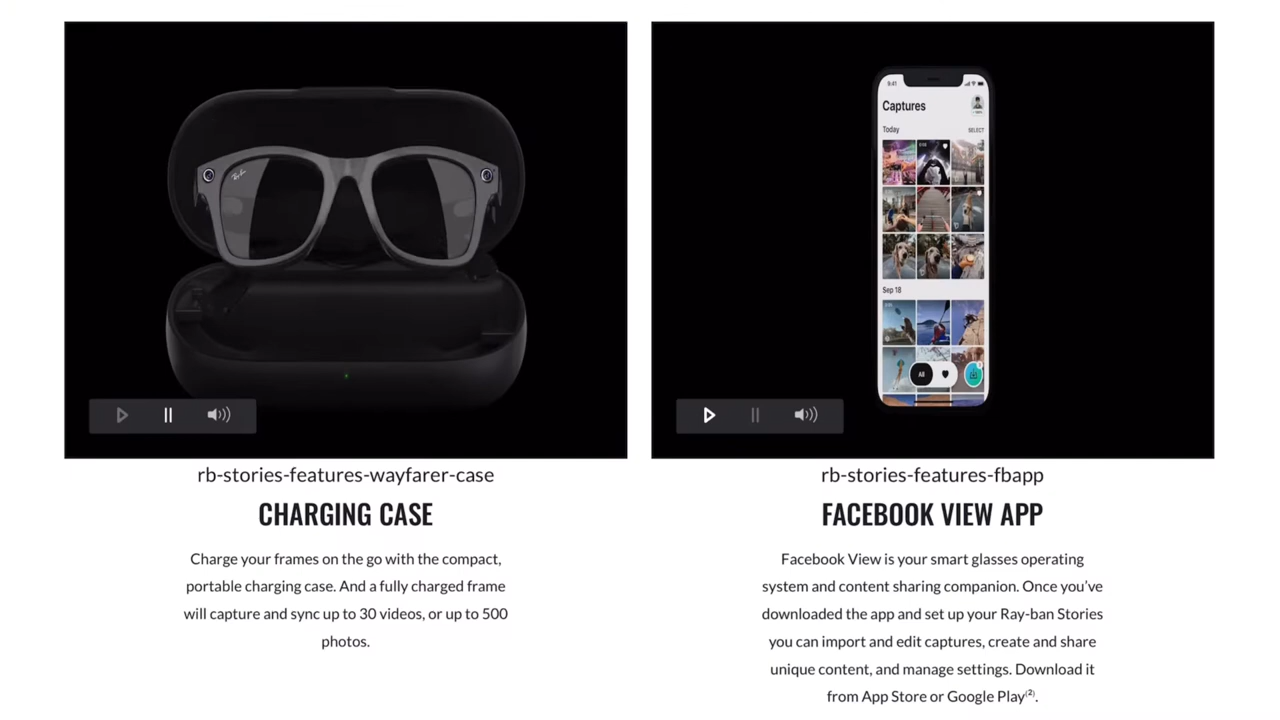 Ray-Ban
9:41
Captures
Today
SELECT
Sep 18
All
rb-stories-features-wayfarer-case
CHARGING CASE
Charge your frames on the go with the compact,
portable charging case. And a fully charged frame
will capture and sync up to 30 videos, or up to 500
photos.
rb-stories-features-fbapp
FACEBOOK VIEW APP
Facebook View is your smart glasses operating
system and content sharing companion. Once you’ve
downloaded the app and set up your Ray-ban Stories
you can import and edit captures, create and share
unique content, and manage settings. Download it
from App Store or Google Play⁽²⁾.